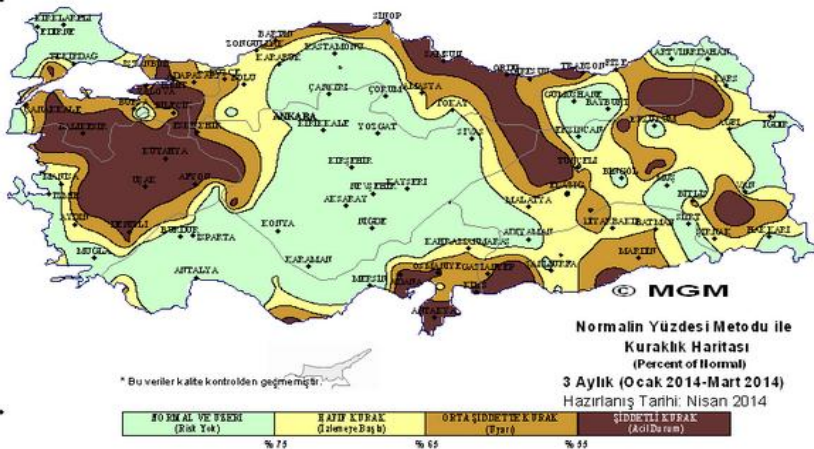 KIRKLARELİ
EDİRNE
TEKİRDAĞ
İSTANBUL
YALOVA
ADAPAZARI
BOLU
ZONGULDAK
BARTIN
KARABÜK
KASTAMONU
SİNOP
SAMSUN
ORDU
TRABZON
RİZE
ARTVİN
ARDAHAN
KARS
IĞDIR
AĞRI
ERZURUM
GÜMÜŞHANE
BAYBURT
ERZİNCAN
TUNCELİ
BİNGÖL
MUŞ
BİTLİS
VAN
HAKKARİ
ŞIRNAK
SİİRT
BATMAN
DİYARBAKIR
MARDİN
ELAZIĞ
MALATYA
ADIYAMAN
ŞANLIURFA
GAZİANTEP
KİLİS
KAHRAMANMARAŞ
OSMANİYE
ADANA
ANTAKYA
MERSİN
KARAMAN
NİĞDE
KONYA
AKSARAY
NEVŞEHİR
KAYSERİ
KIRŞEHİR
YOZGAT
SİVAS
TOKAT
AMASYA
ÇORUM
ÇANKIRI
ANKARA
KIRIKKALE
ESKİŞEHİR
BİLECİK
BURSA
ÇANAKKALE
BALIKESİR
KÜTAHYA
UŞAK
AFYON
MANİSA
İZMİR
AYDIN
DENİZLİ
MUĞLA
BURDUR
ISPARTA
ANTALYA
© MGM
Normalin Yüzdesi Metodu ile
Kuraklık Haritası
(Percent of Normal)
3 Aylık (Ocak 2014-Mart 2014)
Hazırlanış Tarihi: Nisan 2014
* Bu veriler kalite kontrolden geçmemiştir.
NORMAL VE ÜSTÜ HAFİF KURAK ORTA ŞİDDETTE KURAK ŞİDDETLİ KURAK
(Risk Yok) (İzlemeye Başla) (Uyarı) (Acil Durum)
% 75 % 65 % 55